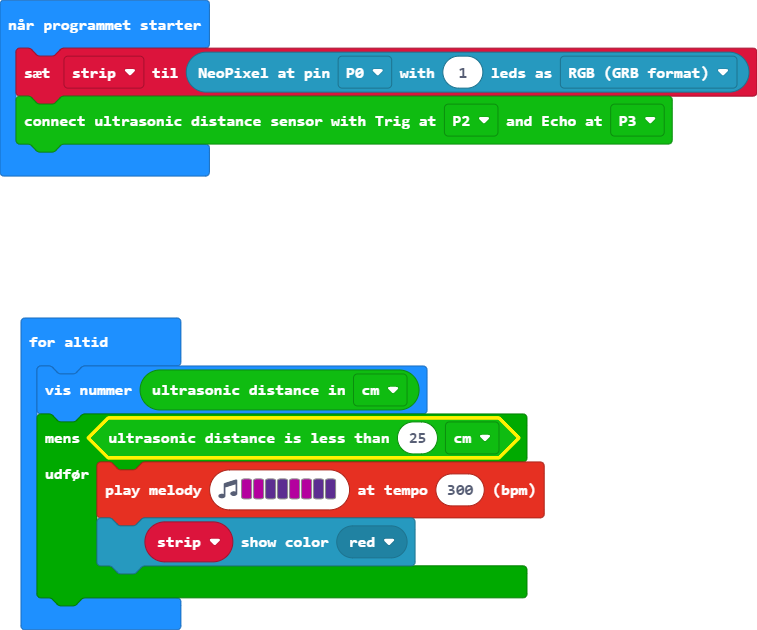 når programmet starter
sæt strip til NeoPixel at pin P0 with 1 leds as RGB (GRB format)
connect ultrasonic distance sensor with Trig at P2 and Echo at P3
for altid
vis nummer ultrasonic distance in cm
mens ultrasonic distance is less than 25 cm
udfør
play melody at tempo 300 (bpm)
strip show color red